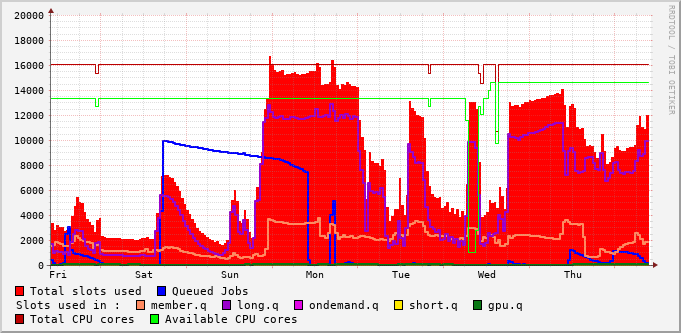 RRDTOOL / TOBI OETIKER
20000
18000
16000
14000
12000
10000
8000
6000
4000
2000
0
Fri Sat Sun Mon Tue Wed Thu
Total slots used Queued Jobs
Slots used in : member.q long.q ondemand.q short.q gpu.q
Total CPU cores Available CPU cores